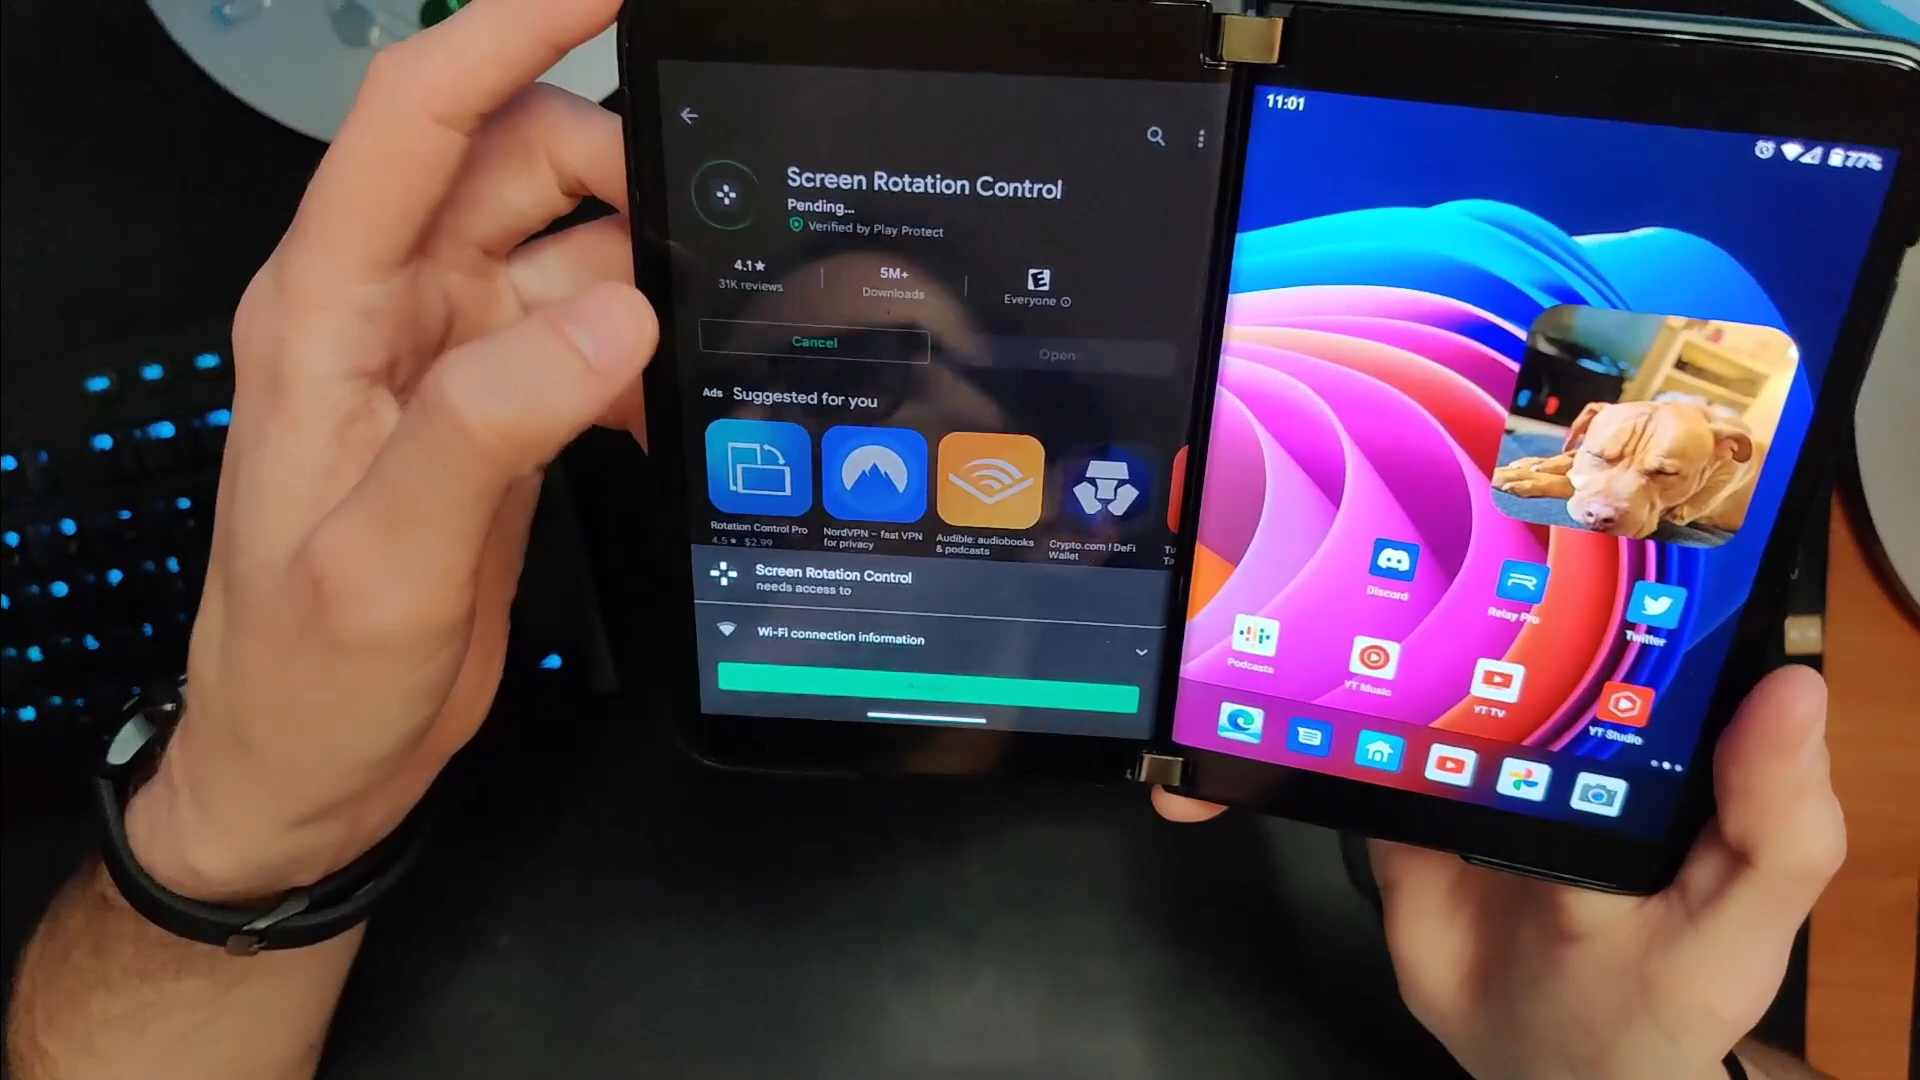 Screen Rotation Control
Pending...
Verified by Play Protect
4.1★
31K reviews
5M+
Downloads
E
Everyone
Cancel
Open
Ads Suggested for you
Rotation Control Pro
4.5★ $2.99
NordVPN – fast VPN
for privacy
Audible: audiobooks
& podcasts
Crypto.com l DeFi
Wallet
Tu
Ta
Screen Rotation Control
needs access to
Wi-Fi connection information
11:01
77%
Discord
Relay Pro
Twitter
Podcasts
YT Music
YT TV
YT Studio